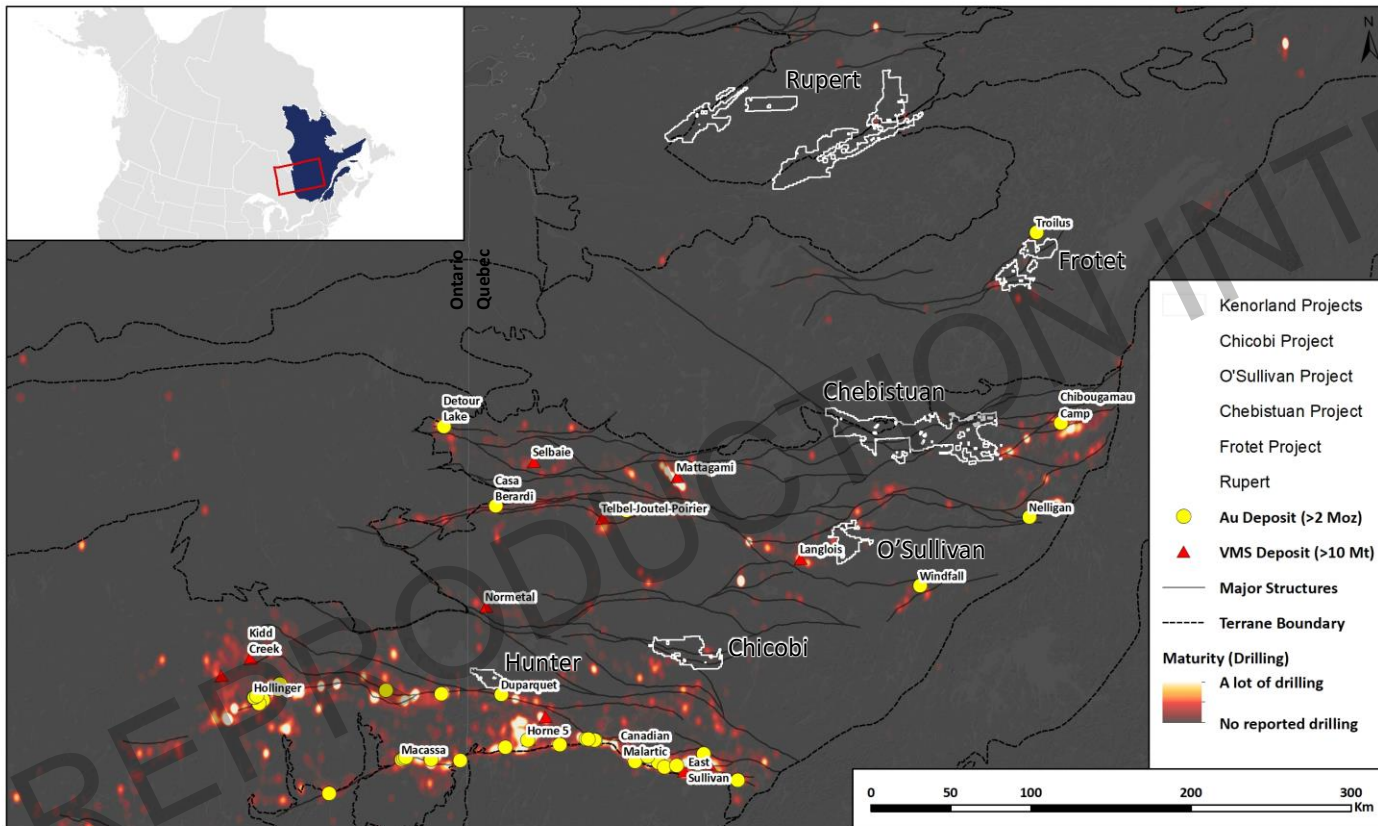 N
Rupert
Troilus
Frotet
Ontario
Quebec
Chebistuan
Detour
Lake
Chibougamau
Camp
Selbaie
Mattagami
Casa
Berardi
Telbel-Joutel-Poirier
Nelligan
Langlois
O'Sullivan
Windfall
Normetal
Chicobi
Kidd
Creek
Hunter
Duparquet
Hollinger
Horne 5
Canadian
Malartic
Macassa
East
Sullivan
Kenorland Projects
Chicobi Project
O'Sullivan Project
Chebistuan Project
Frotet Project
Rupert
Au Deposit (>2 Moz)
VMS Deposit (>10 Mt)
Major Structures
Terrane Boundary
Maturity (Drilling)
A lot of drilling
No reported drilling
0 50 100 200 300
Km
REPRODUCTION INT